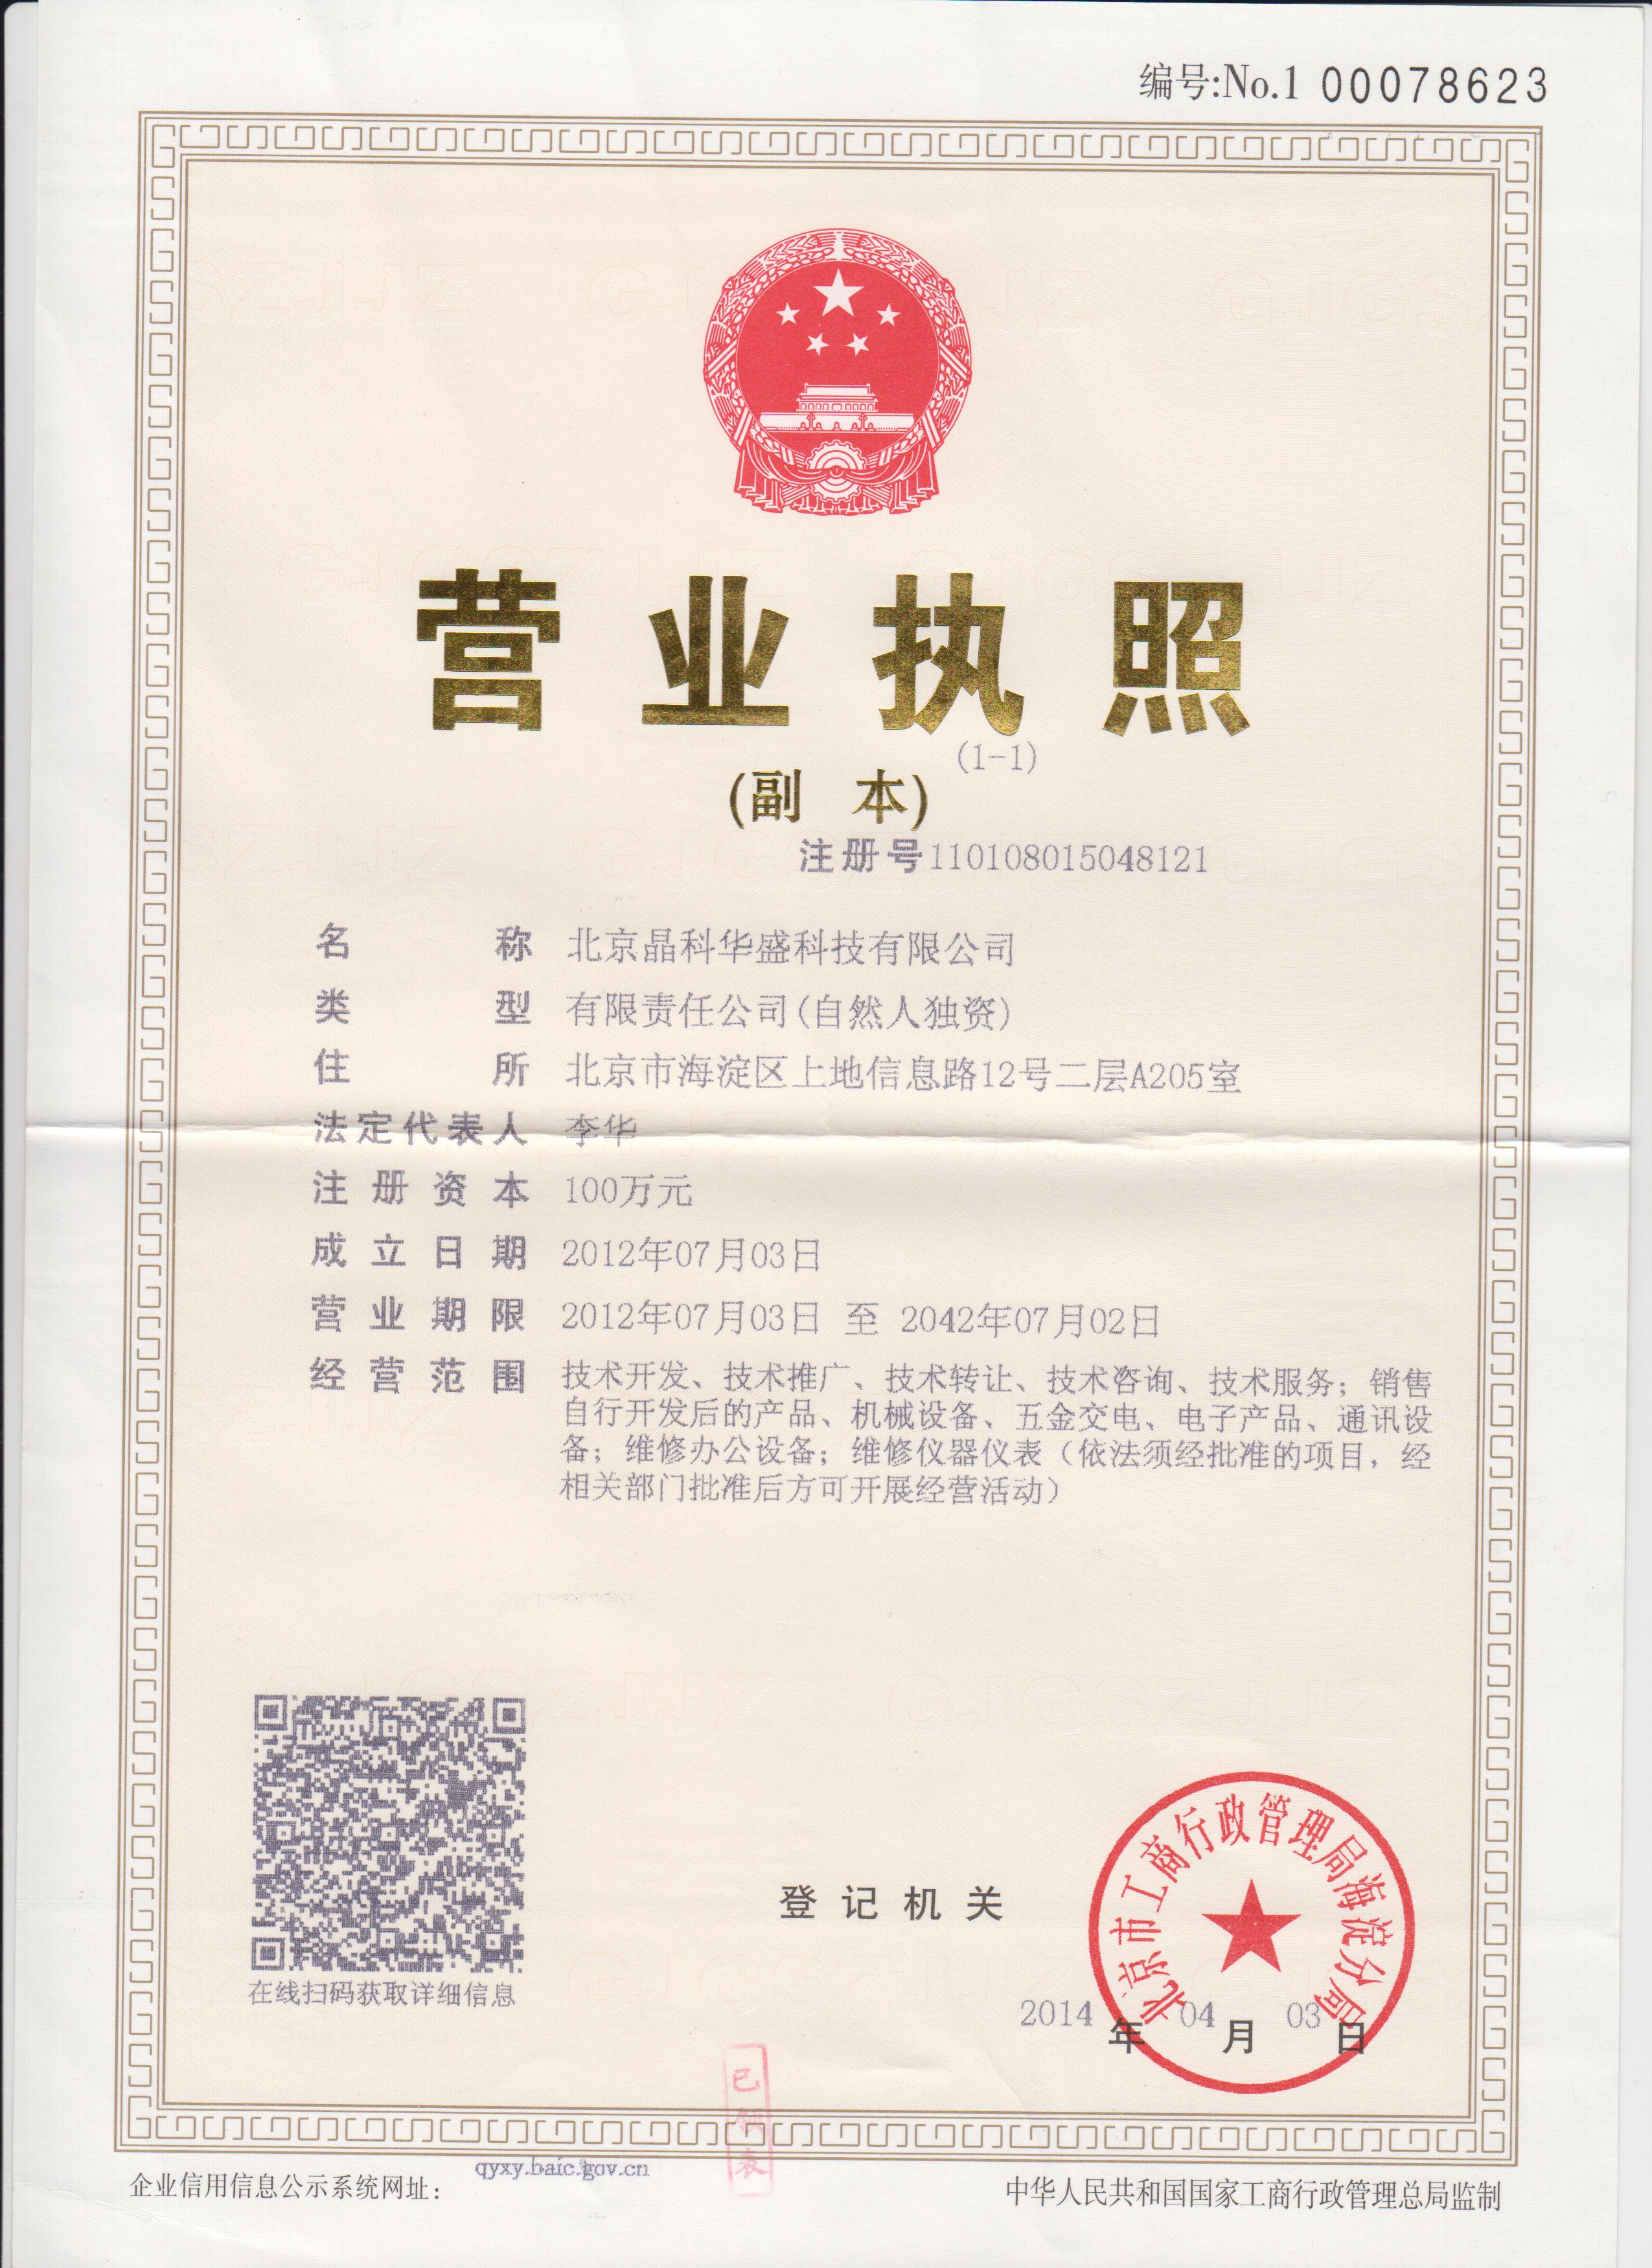 编号:No.1 00078623
营业执照
(副 本)
(1-1)
注册号110108015048121
名 称 北京晶科华盛科技有限公司
类 型 有限责任公司(自然人独资)
住 所 北京市海淀区上地信息路12号二层A205室
法定代表人 李华
注册资本 100万元
成立日期 2012年07月03日
营业期限 2012年07月03日 至 2042年07月02日
经营范围 技术开发、技术推广、技术转让、技术咨询、技术服务；销售
自行开发后的产品、机械设备、五金交电、电子产品、通讯设
备；维修办公设备；维修仪器仪表（依法须经批准的项目，经
相关部门批准后方可开展经营活动）
在线扫码获取详细信息
登记机关
北京市工商行政管理局海淀分局
2014年04月03日
已领表
企业信用信息公示系统网址：qyxy.baic.gov.cn
中华人民共和国国家工商行政管理总局监制